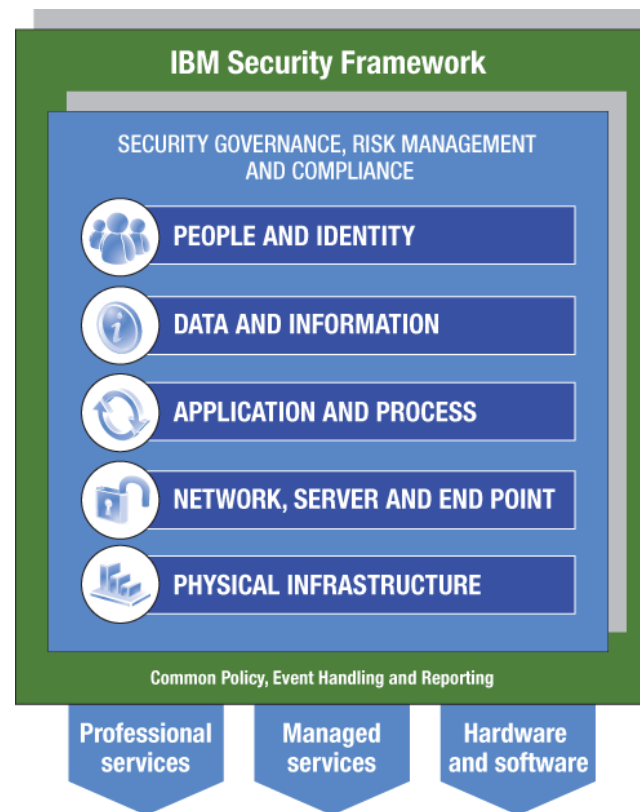 IBM Security Framework
SECURITY GOVERNANCE, RISK MANAGEMENT
AND COMPLIANCE
PEOPLE AND IDENTITY
DATA AND INFORMATION
APPLICATION AND PROCESS
NETWORK, SERVER AND END POINT
PHYSICAL INFRASTRUCTURE
Common Policy, Event Handling and Reporting
Professional
services
Managed
services
Hardware
and software